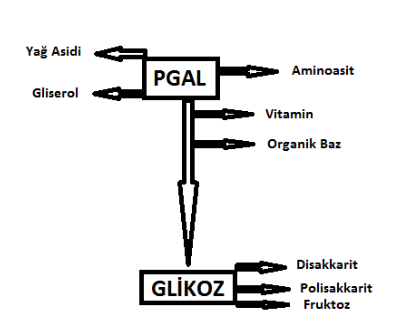 Yağ Asidi
PGAL
Aminoasit
Gliserol
Vitamin
Organik Baz
Disakkarit
GLİKOZ
Polisakkarit
Fruktoz